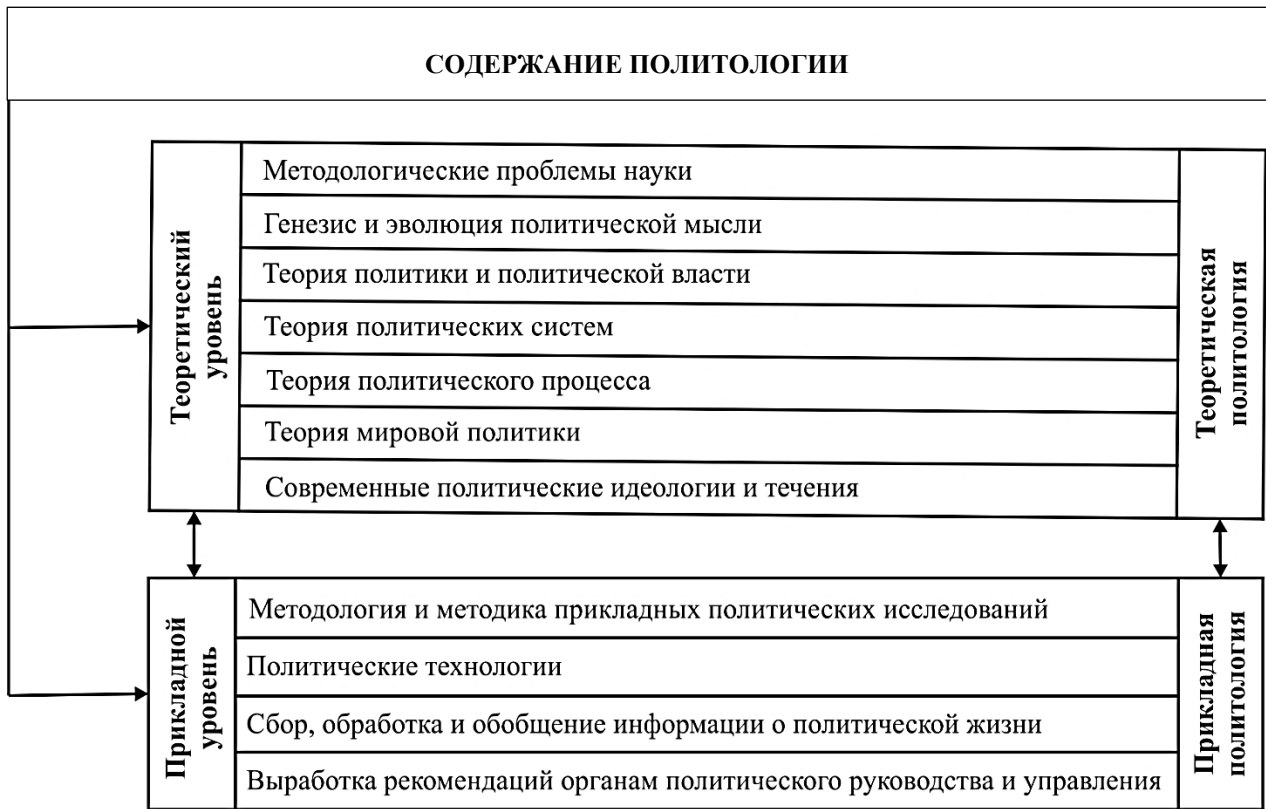 СОДЕРЖАНИЕ ПОЛИТОЛОГИИ
Теоретический
уровень
Методологические проблемы науки
Генезис и эволюция политической мысли
Теория политики и политической власти
Теория политических систем
Теория политического процесса
Теория мировой политики
Современные политические идеологии и течения
Теоретическая
политология
Прикладной
уровень
Методология и методика прикладных политических исследований
Политические технологии
Сбор, обработка и обобщение информации о политической жизни
Выработка рекомендаций органам политического руководства и управления
Прикладная
политология